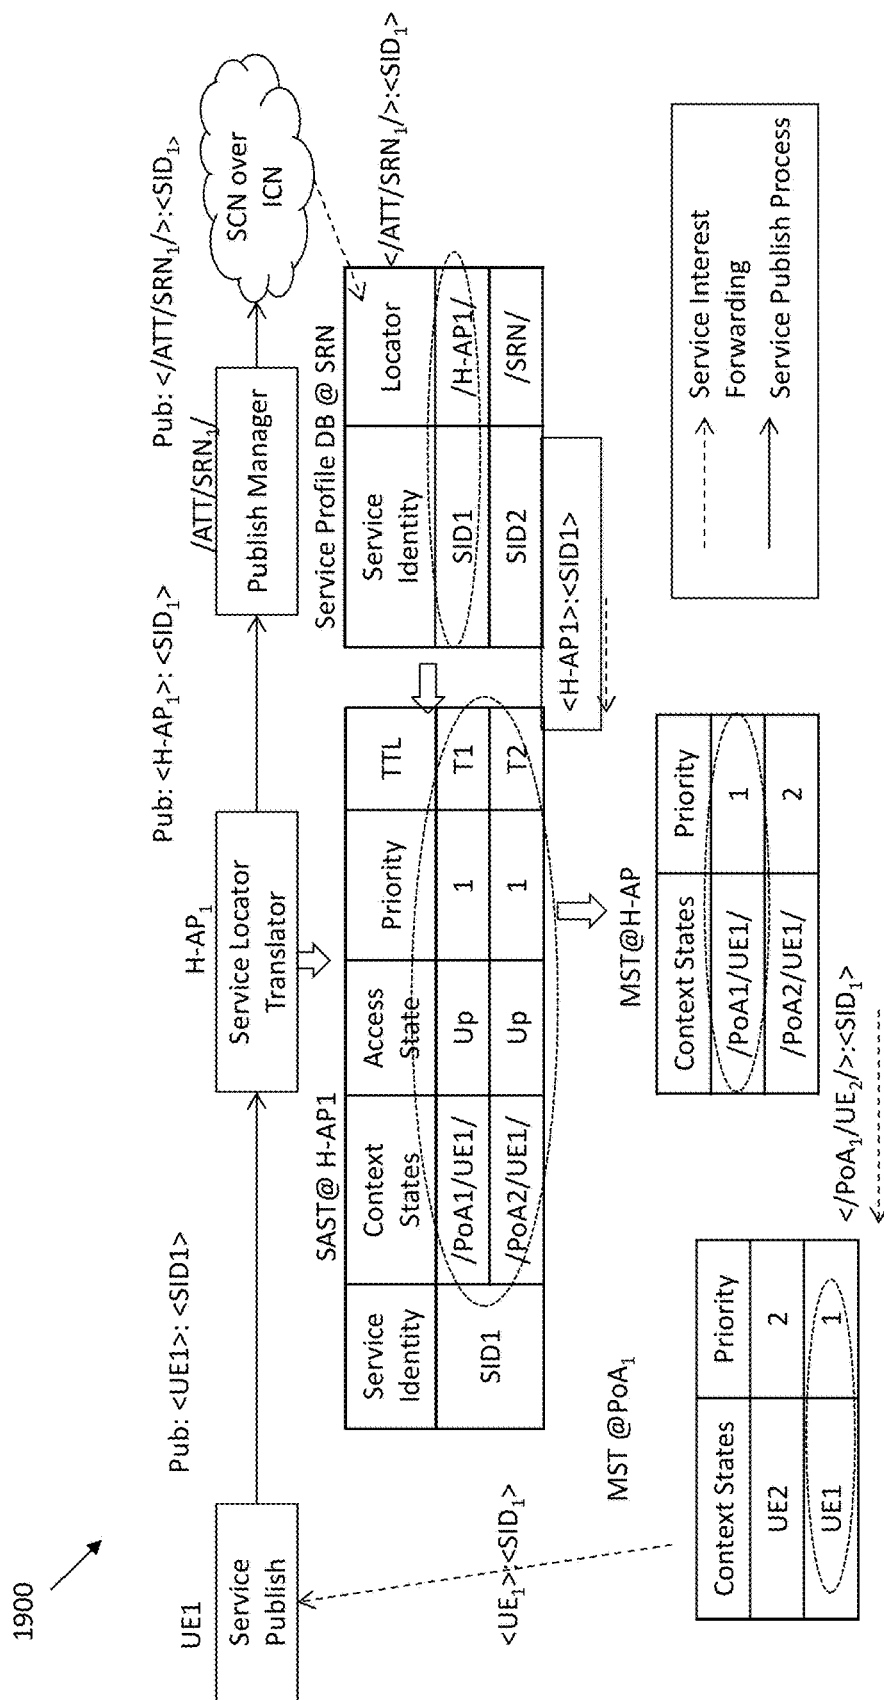 1900
UE1
Service
Publish
Pub: <UE1>: <SID1>
H-AP1
Service Locator
Translator
Pub: <H-AP1>: <SID1>
/ATT/SRN1/
Publish Manager
Pub: </ATT/SRN1/>:<SID1>
SCN over
ICN
</ATT/SRN1/>:<SID1>
SAST@ H-AP1
Service
Identity
Context
States
Access
State
Priority
TTL
SID1
/PoA1/UE1/
Up
1
T1
/PoA2/UE1/
Up
1
T2
Service Profile DB @ SRN
Service
Identity
Locator
SID1
/H-AP1/
SID2
/SRN/
<H-AP1>:<SID1>
<UE1>:<SID1>
MST @PoA1
Context States
Priority
UE2
2
UE1
1
</PoA1/UE2/>:<SID1>
MST@H-AP
Context States
Priority
/PoA1/UE1/
1
/PoA2/UE1/
2
Service Interest
Forwarding
Service Publish Process